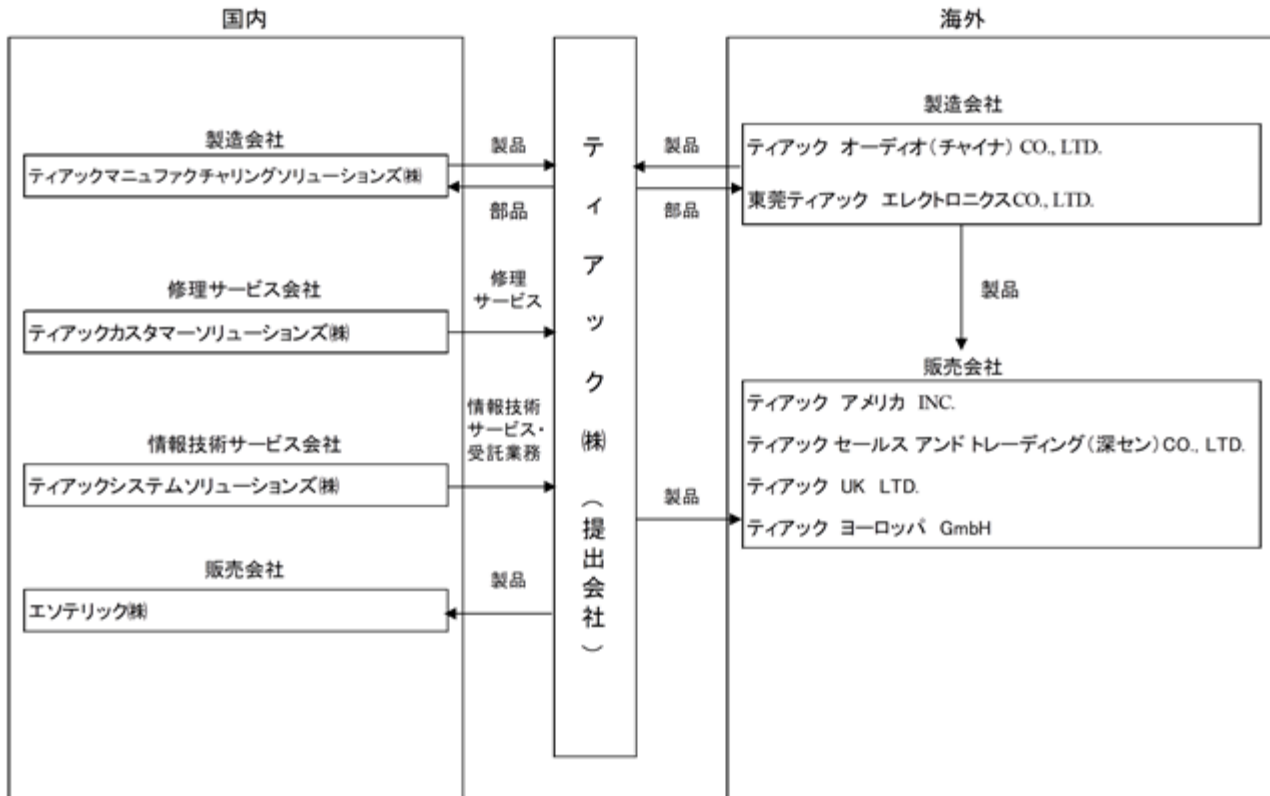 国内
海外
製造会社
ティアックマニュファクチャリングソリューションズ㈱
修理サービス会社
ティアックカスタマーソリューションズ㈱
情報技術サービス会社
ティアックシステムソリューションズ㈱
販売会社
エソテリック㈱
製品
部品
修理
サービス
情報技術
サービス・
受託業務
製品
ティアック㈱（提出会社）
製品
部品
製品
製造会社
ティアック オーディオ（チャイナ）CO., LTD.
東莞ティアック エレクトロニクスCO., LTD.
製品
販売会社
ティアック アメリカ INC.
ティアック セールス アンド トレーディング（深セン）CO., LTD.
ティアック UK LTD.
ティアック ヨーロッパ GmbH